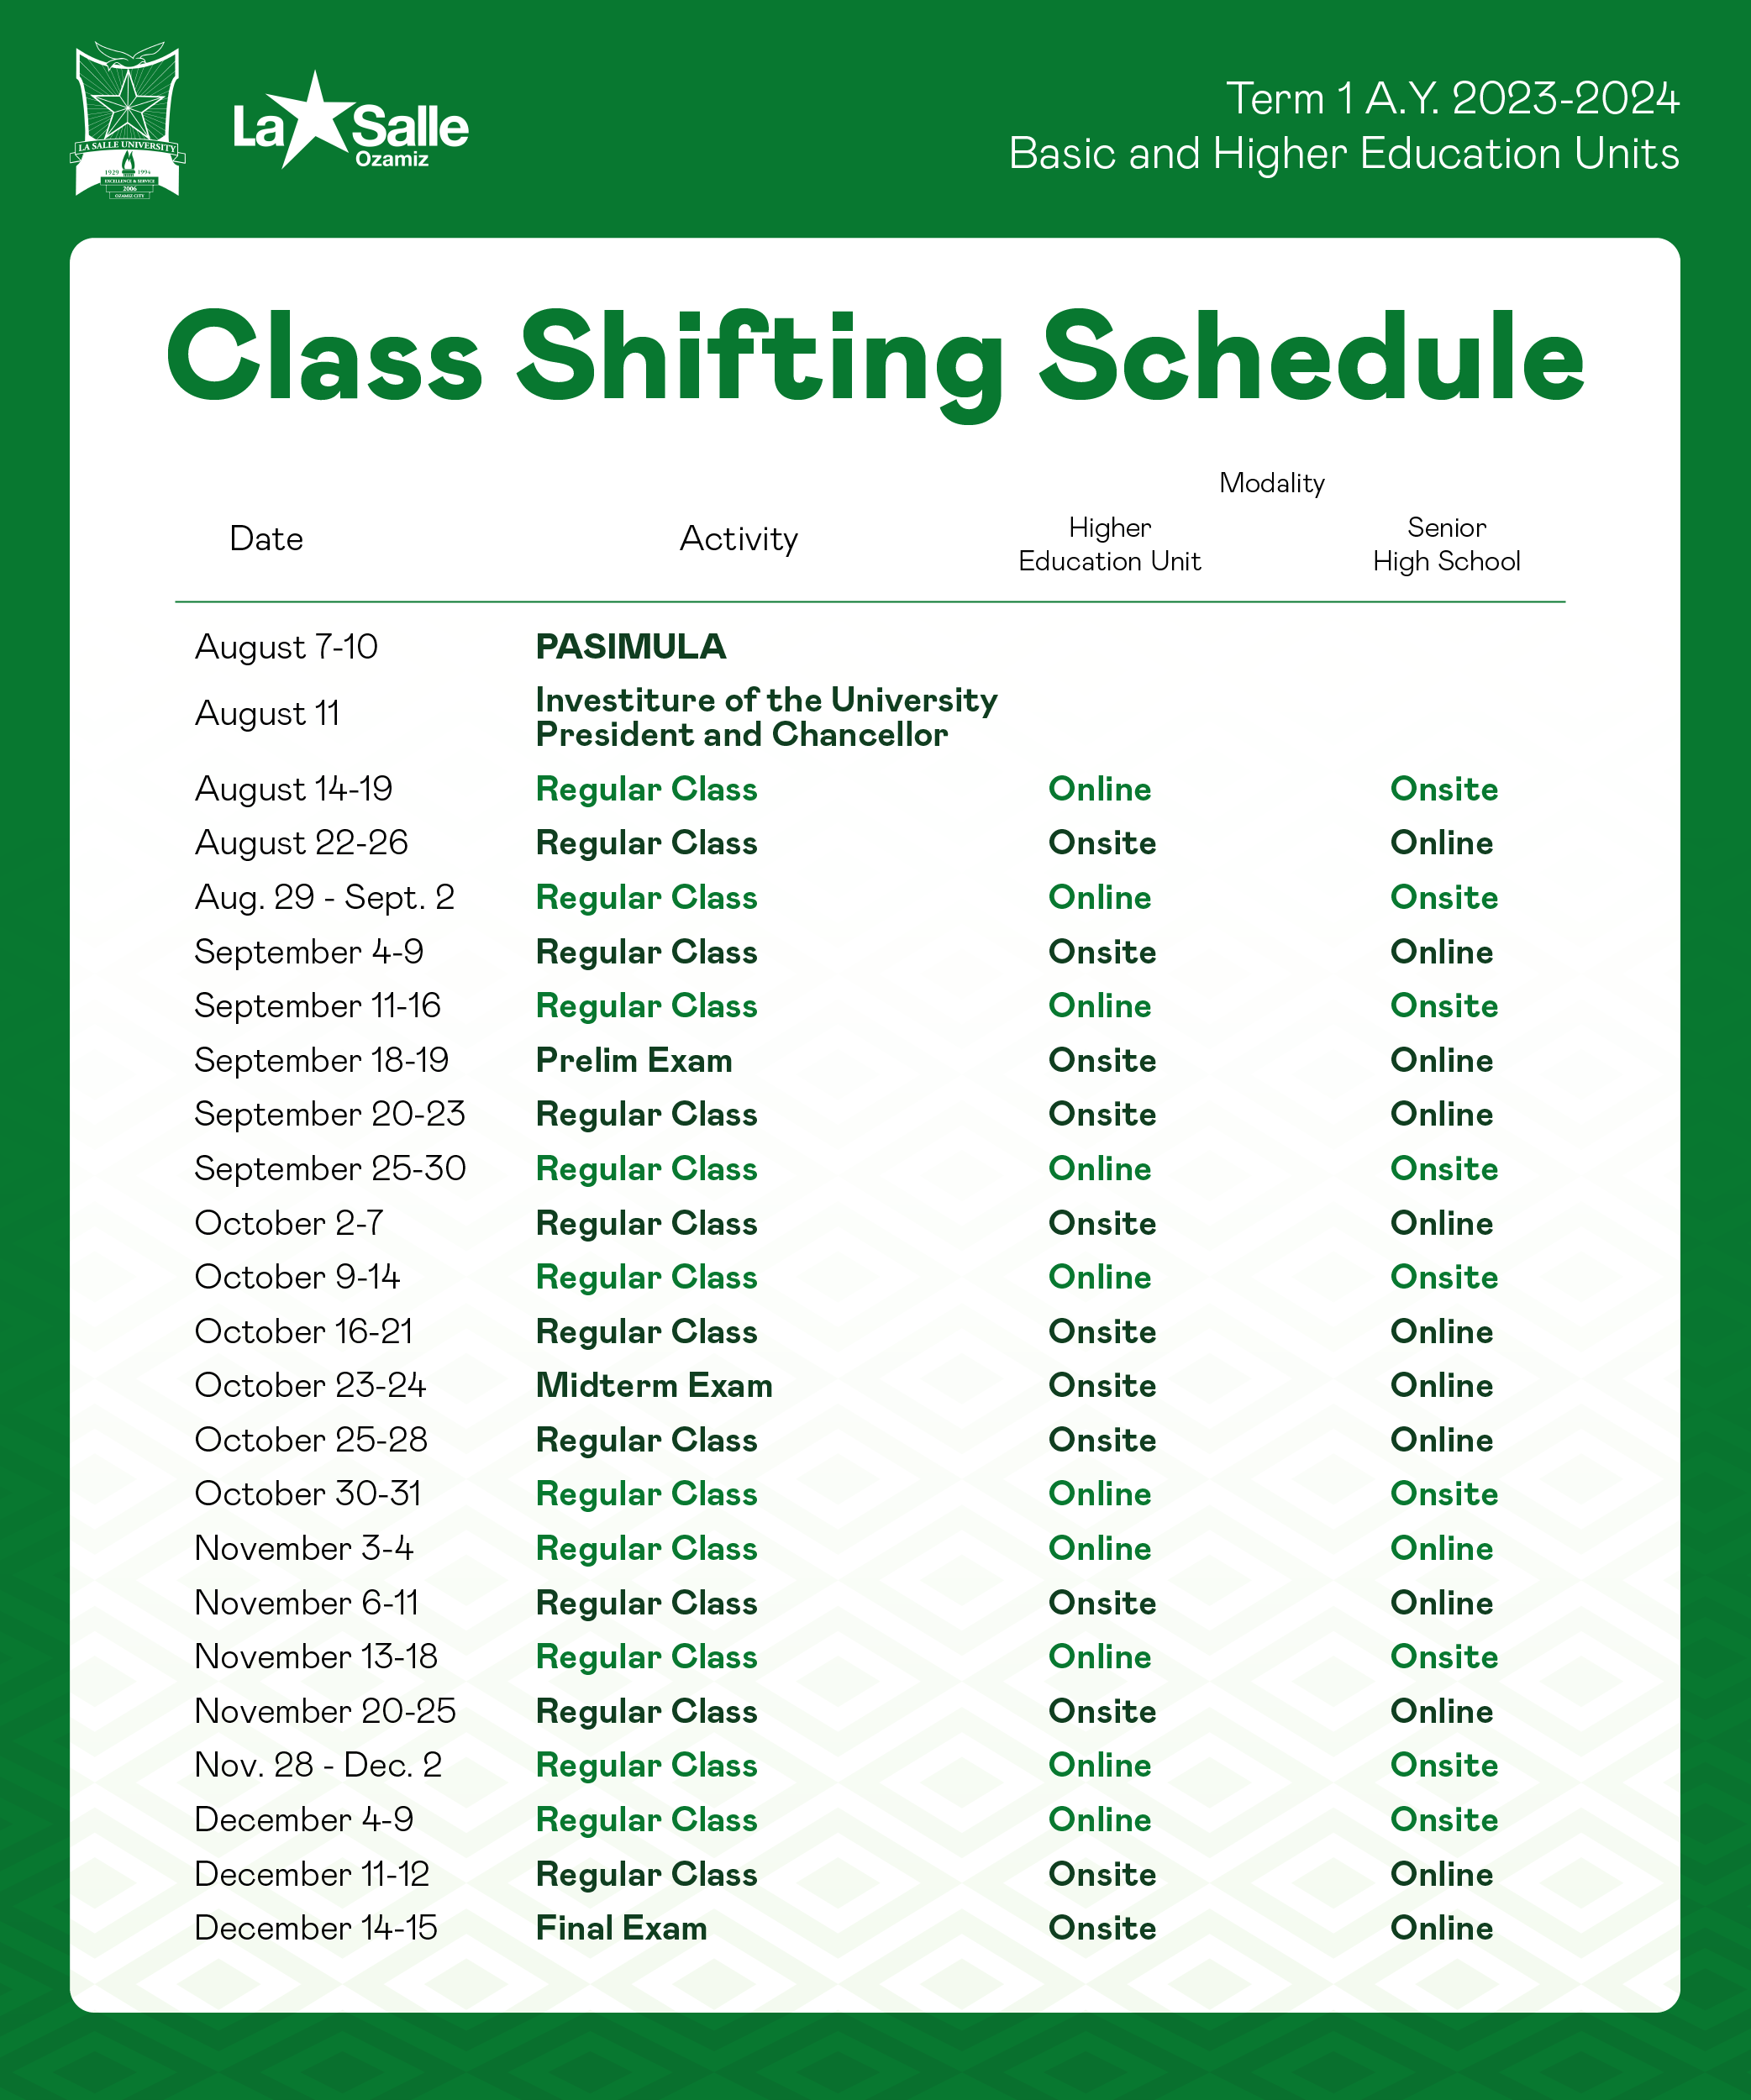 LA SALLE UNIVERSITY
1929 1994
EXCELLENCE & SERVICE
2006
OZAMIZ CITY
La Salle
Ozamiz
Term 1 A.Y. 2023-2024
Basic and Higher Education Units
Class Shifting Schedule
Modality
Date Activity Higher Education Unit Senior High School
August 7-10 PASIMULA
August 11 Investiture of the University
President and Chancellor
August 14-19 Regular Class Online Onsite
August 22-26 Regular Class Onsite Online
Aug. 29 - Sept. 2 Regular Class Online Onsite
September 4-9 Regular Class Onsite Online
September 11-16 Regular Class Online Onsite
September 18-19 Prelim Exam Onsite Online
September 20-23 Regular Class Onsite Online
September 25-30 Regular Class Online Onsite
October 2-7 Regular Class Onsite Online
October 9-14 Regular Class Online Onsite
October 16-21 Regular Class Onsite Online
October 23-24 Midterm Exam Onsite Online
October 25-28 Regular Class Onsite Online
October 30-31 Regular Class Online Onsite
November 3-4 Regular Class Online Online
November 6-11 Regular Class Onsite Online
November 13-18 Regular Class Online Onsite
November 20-25 Regular Class Onsite Online
Nov. 28 - Dec. 2 Regular Class Online Onsite
December 4-9 Regular Class Online Onsite
December 11-12 Regular Class Onsite Online
December 14-15 Final Exam Onsite Online